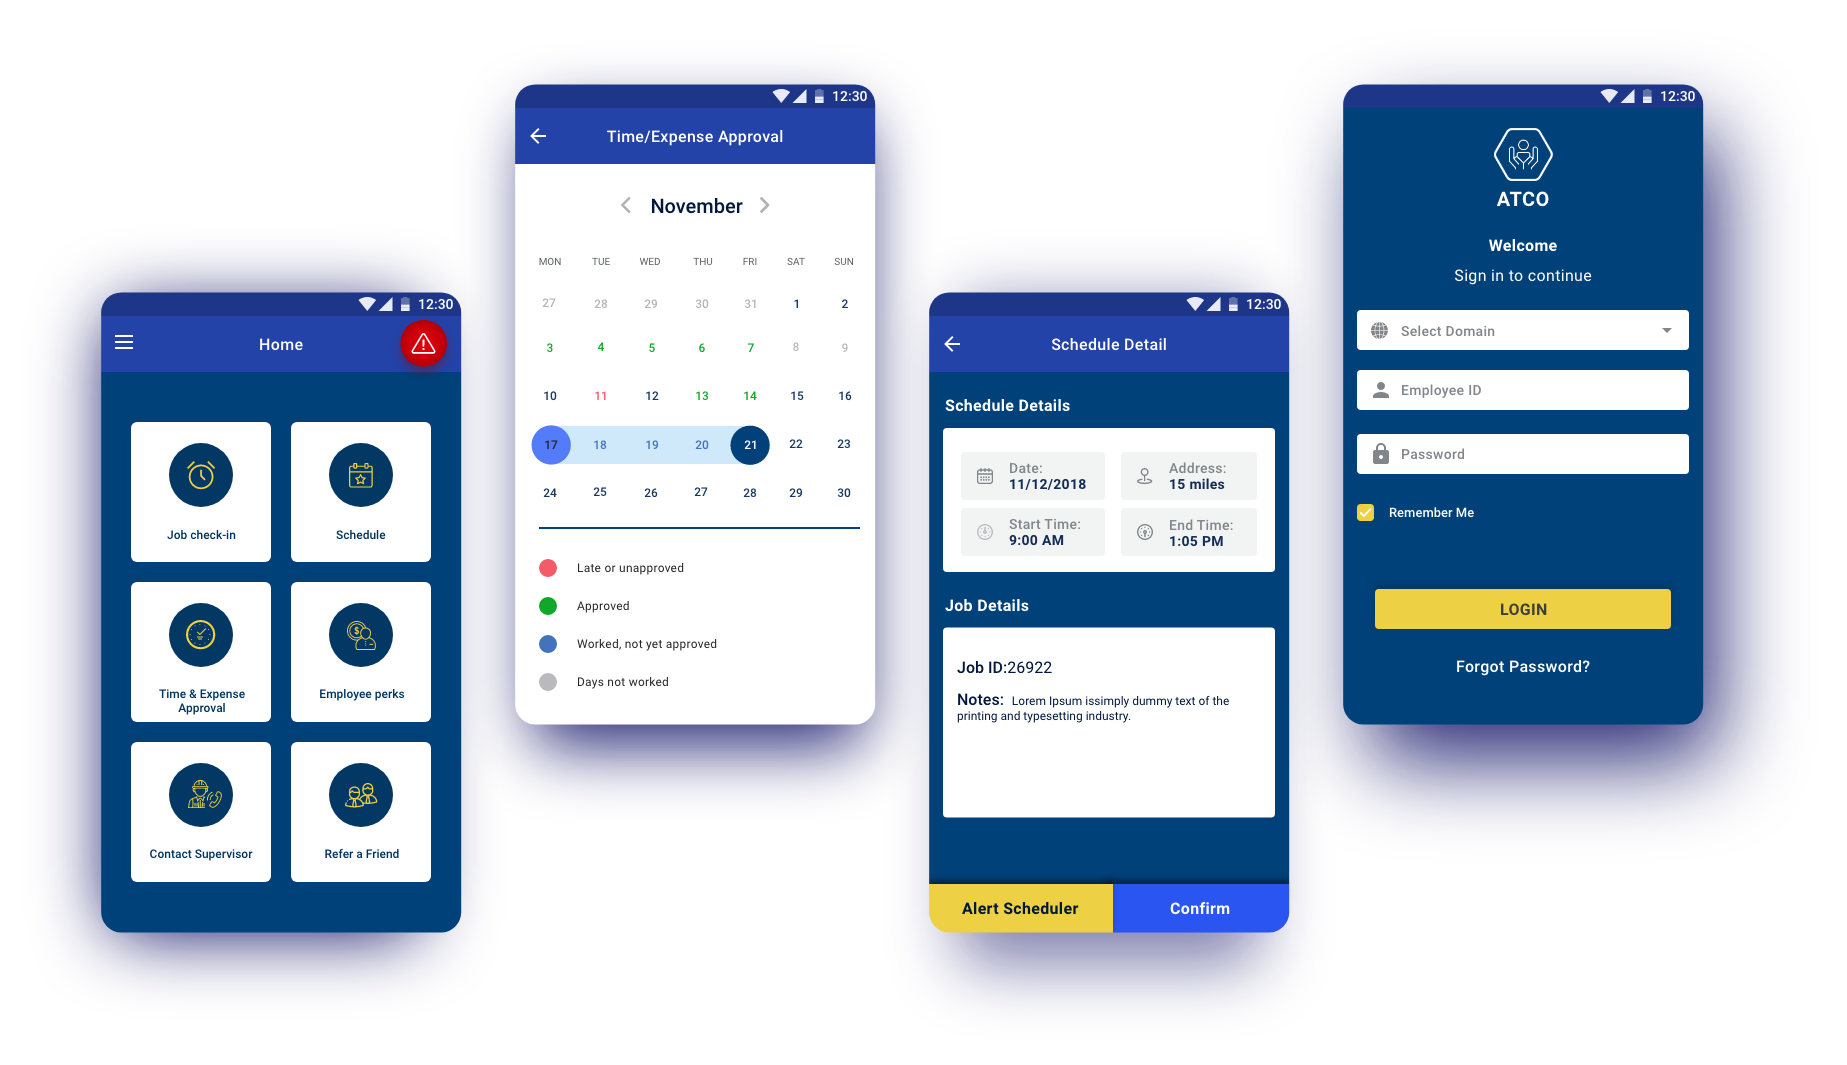 12:30
Home
Job check-in
Schedule
Time & Expense
Approval
Employee perks
Contact Supervisor
Refer a Friend
12:30
Time/Expense Approval
November
MON TUE WED THU FRI SAT SUN
27 28 29 30 31 1 2
3 4 5 6 7 8 9
10 11 12 13 14 15 16
17 18 19 20 21 22 23
24 25 26 27 28 29 30
Late or unapproved
Approved
Worked, not yet approved
Days not worked
12:30
Schedule Detail
Schedule Details
Date:
11/12/2018
Address:
15 miles
Start Time:
9:00 AM
End Time:
1:05 PM
Job Details
Job ID:26922
Notes: Lorem Ipsum issimply dummy text of the
printing and typesetting industry.
Alert Scheduler
Confirm
12:30
ATCO
Welcome
Sign in to continue
Select Domain
Employee ID
Password
Remember Me
LOGIN
Forgot Password?